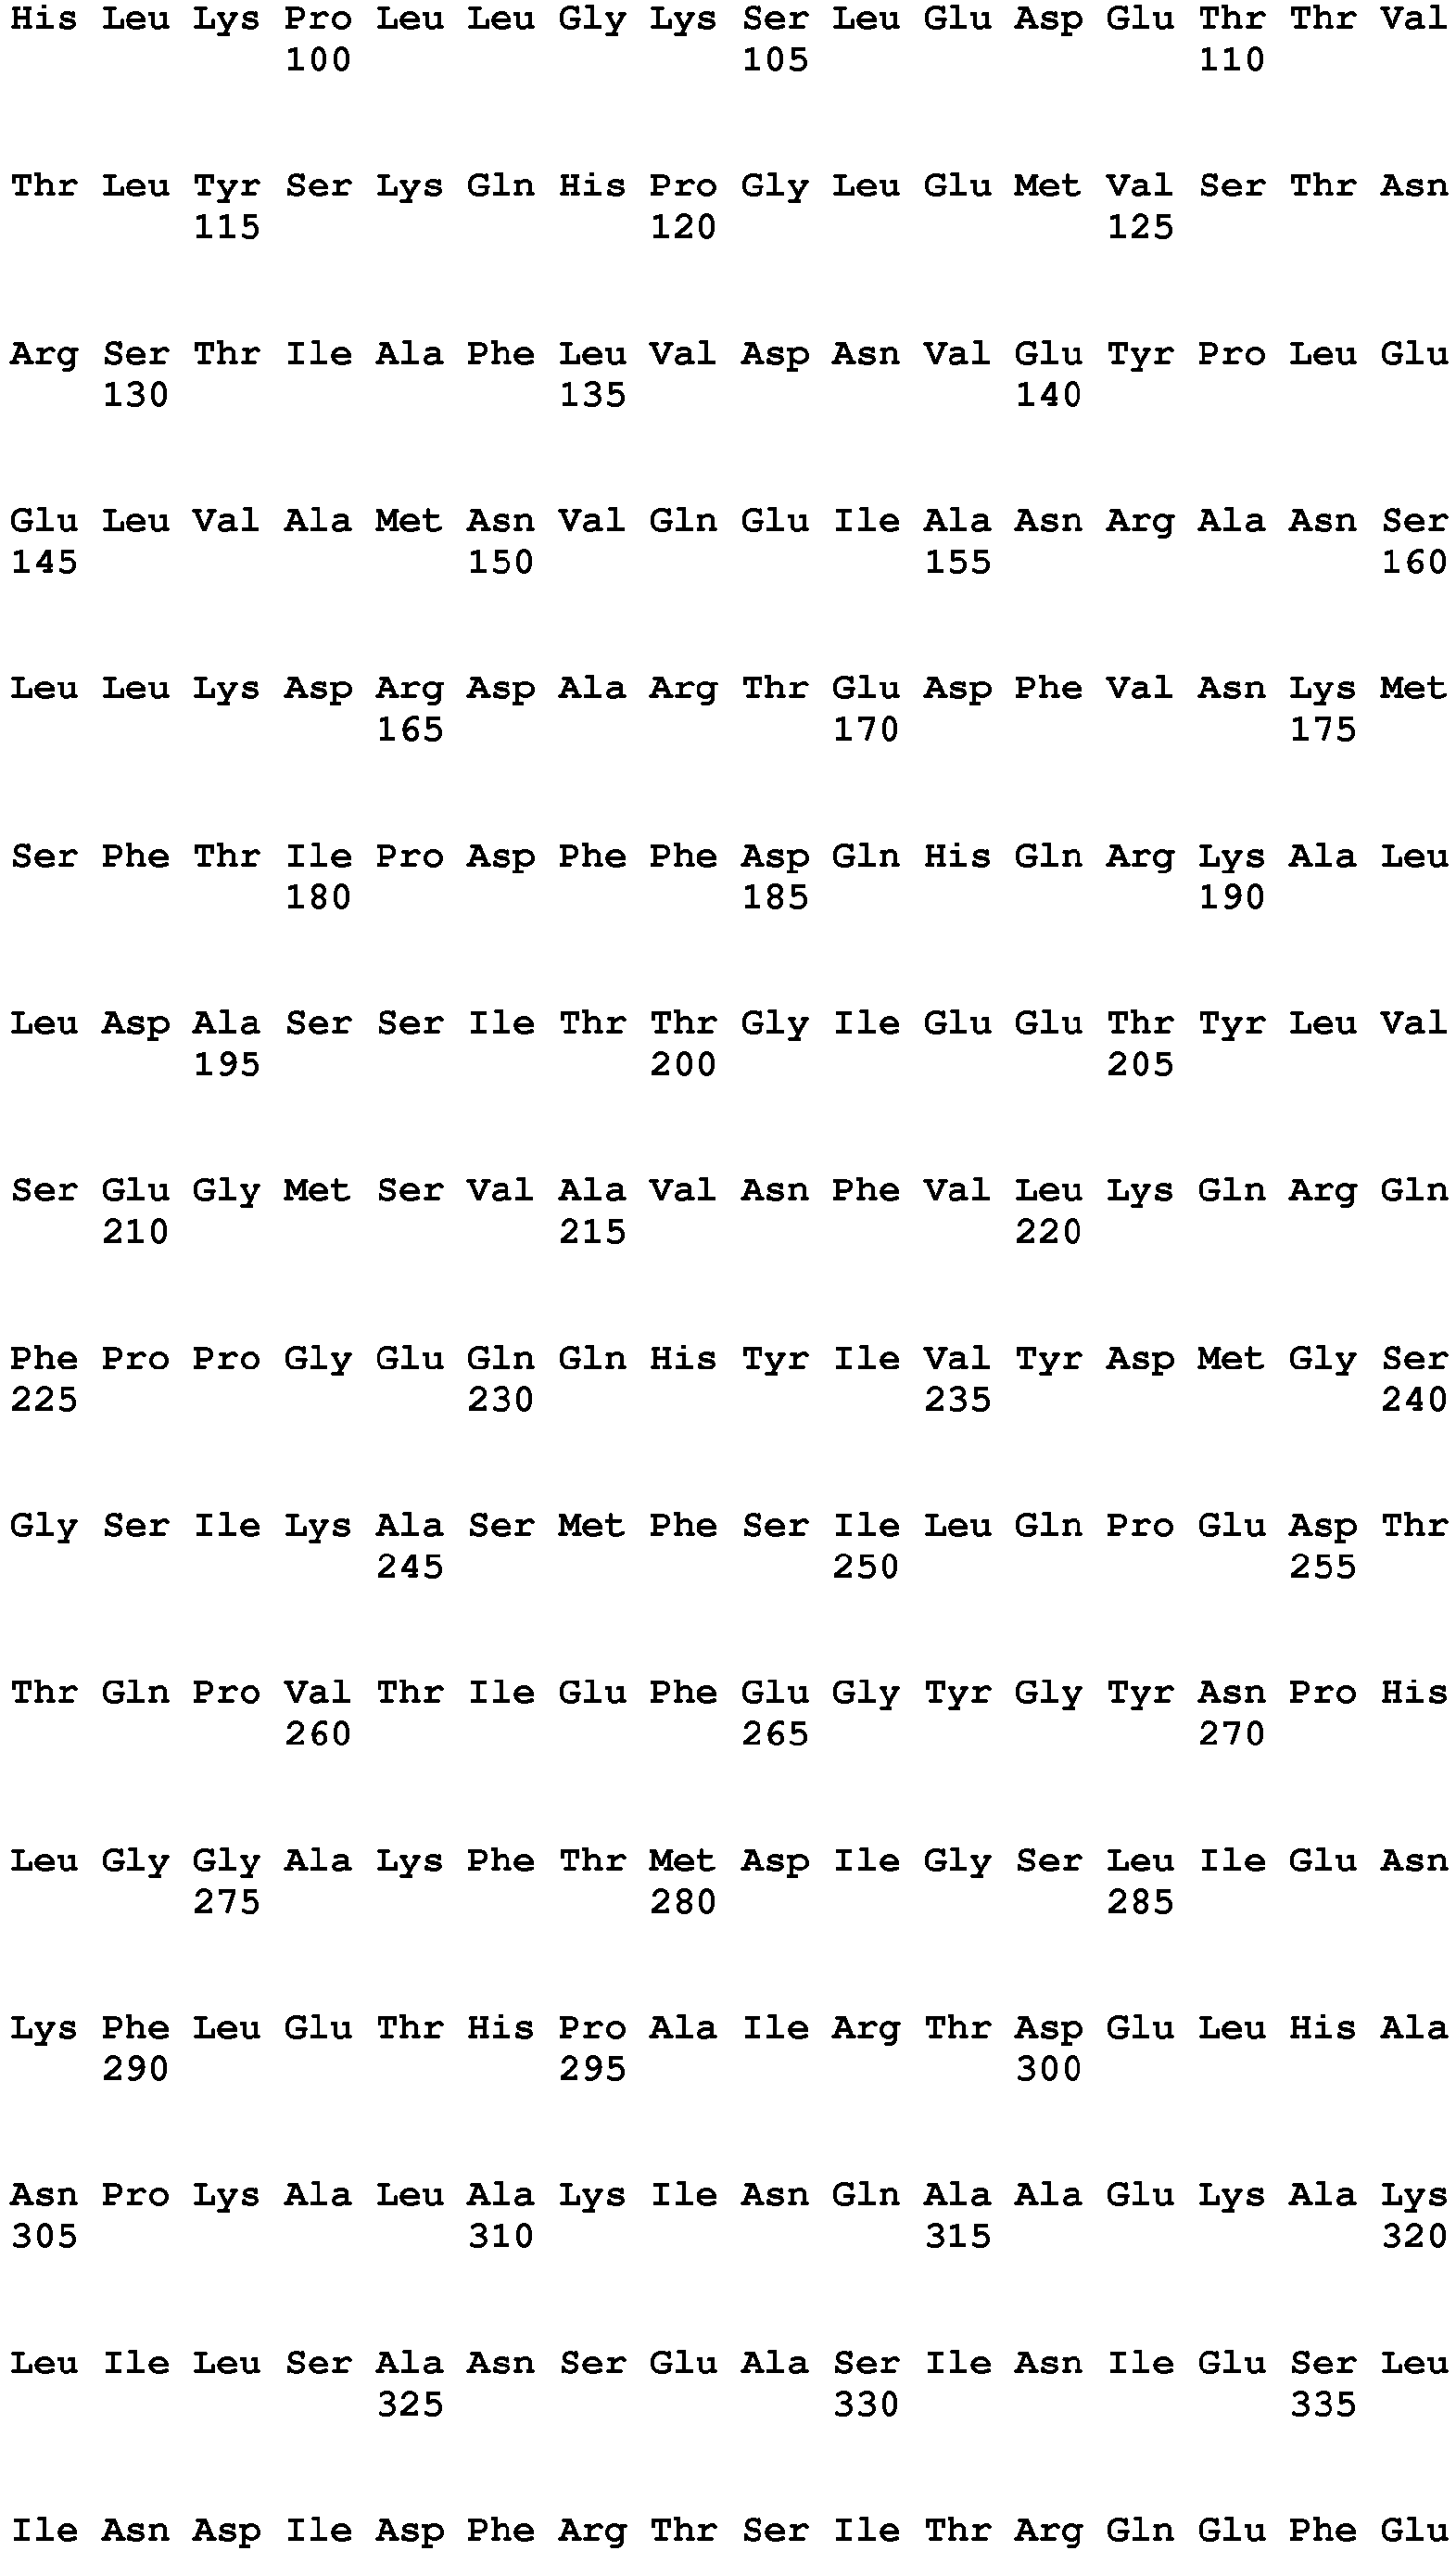 His Leu Lys Pro Leu Leu Gly Lys Ser Leu Glu Asp Glu Thr Thr Val
100 105 110
Thr Leu Tyr Ser Lys Gln His Pro Gly Leu Glu Met Val Ser Thr Asn
115 120 125
Arg Ser Thr Ile Ala Phe Leu Val Asp Asn Val Glu Tyr Pro Leu Glu
130 135 140
Glu Leu Val Ala Met Asn Val Gln Glu Ile Ala Asn Arg Ala Asn Ser
145 150 155 160
Leu Leu Lys Asp Arg Asp Ala Arg Thr Glu Asp Phe Val Asn Lys Met
165 170 175
Ser Phe Thr Ile Pro Asp Phe Phe Asp Gln His Gln Arg Lys Ala Leu
180 185 190
Leu Asp Ala Ser Ser Ile Thr Thr Gly Ile Glu Glu Thr Tyr Leu Val
195 200 205
Ser Glu Gly Met Ser Val Ala Val Asn Phe Val Leu Lys Gln Arg Gln
210 215 220
Phe Pro Pro Gly Glu Gln Gln His Tyr Ile Val Tyr Asp Met Gly Ser
225 230 235 240
Gly Ser Ile Lys Ala Ser Met Phe Ser Ile Leu Gln Pro Glu Asp Thr
245 250 255
Thr Gln Pro Val Thr Ile Glu Phe Glu Gly Tyr Gly Tyr Asn Pro His
260 265 270
Leu Gly Gly Ala Lys Phe Thr Met Asp Ile Gly Ser Leu Ile Glu Asn
275 280 285
Lys Phe Leu Glu Thr His Pro Ala Ile Arg Thr Asp Glu Leu His Ala
290 295 300
Asn Pro Lys Ala Leu Ala Lys Ile Asn Gln Ala Ala Glu Lys Ala Lys
305 310 315 320
Leu Ile Leu Ser Ala Asn Ser Glu Ala Ser Ile Asn Ile Glu Ser Leu
325 330 335
Ile Asn Asp Ile Asp Phe Arg Thr Ser Ile Thr Arg Gln Glu Phe Glu